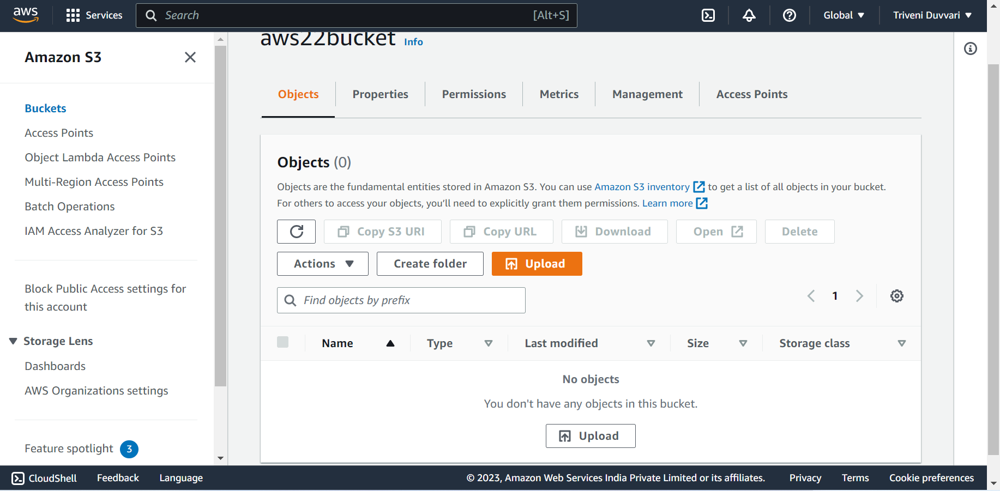 aws
Services
Search [Alt+S]
Global
Triveni Duvvari
Amazon S3
Buckets
Access Points
Object Lambda Access Points
Multi-Region Access Points
Batch Operations
IAM Access Analyzer for S3
Block Public Access settings for
this account
Storage Lens
Dashboards
AWS Organizations settings
Feature spotlight 3
aws22bucket Info
Objects Properties Permissions Metrics Management Access Points
Objects (0)
Objects are the fundamental entities stored in Amazon S3. You can use Amazon S3 inventory to get a list of all objects in your bucket.
For others to access your objects, you’ll need to explicitly grant them permissions. Learn more
Copy S3 URI Copy URL Download Open Delete
Actions Create folder Upload
Find objects by prefix
1
Name Type Last modified Size Storage class
No objects
You don't have any objects in this bucket.
Upload
CloudShell Feedback Language © 2023, Amazon Web Services India Private Limited or its affiliates. Privacy Terms Cookie preferences